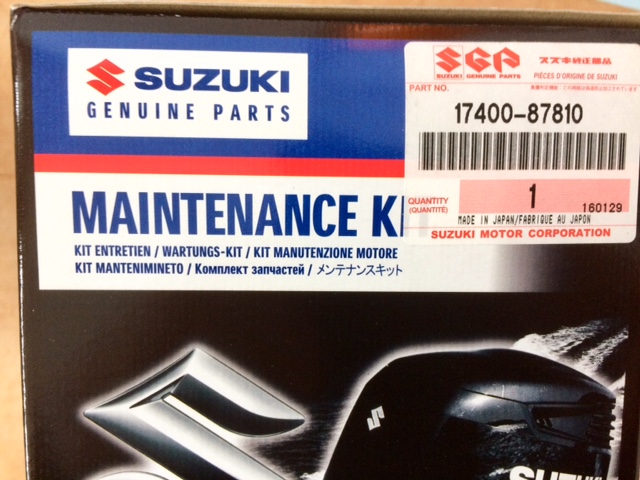 SUZUKI
GENUINE PARTS
MAINTENANCE KI
KIT ENTRETIEN / WARTUNGS-KIT / KIT MANUTENZIONE MOTORE
KIT MANTENIMINETO / Комплект запчастей / メンテナンスキット
SGP
SUZUKI GENUINE PARTS
スズキ純正部品
PIÈCES D'ORIGINE DE SUZUKI
PART NO.
17400-87810
QUANTITY
(QUANTITÉ)
1
160129
MADE IN JAPAN/FABRIQUE AU JAPON
SUZUKI MOTOR CORPORATION
SUZUKI